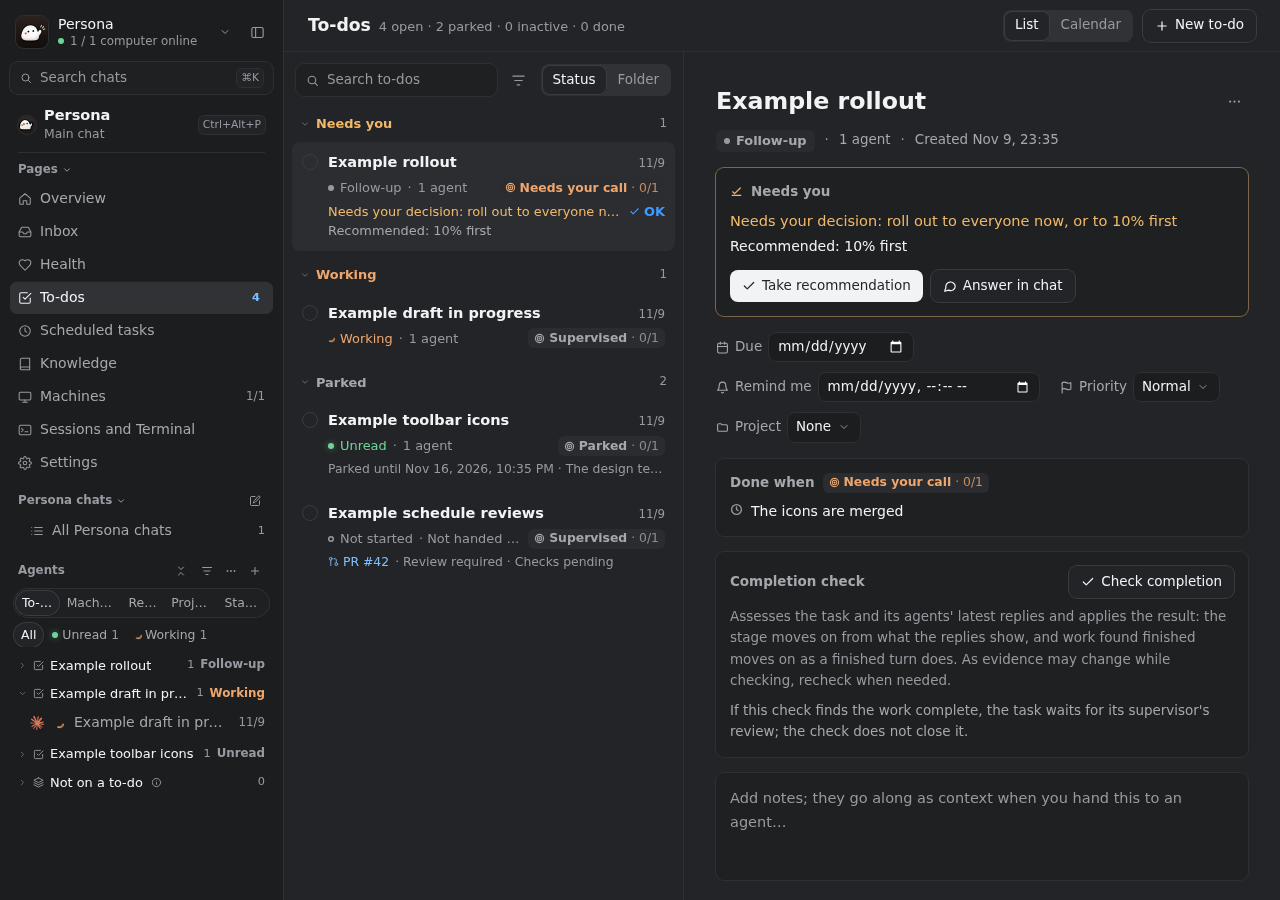 Persona
1 / 1 computer online
Search chats
⌘K
Persona
Main chat
Ctrl+Alt+P
Pages
Overview
Inbox
Health
To-dos
4
Scheduled tasks
Knowledge
Machines
1/1
Sessions and Terminal
Settings
Persona chats
All Persona chats
1
Agents
To-…
Mach…
Re…
Proj…
Sta…
All
Unread 1
Working 1
Example rollout
1 Follow-up
Example draft in pr…
1 Working
Example draft in pr…
11/9
Example toolbar icons
1 Unread
Not on a to-do
0
To-dos
4 open · 2 parked · 0 inactive · 0 done
List
Calendar
New to-do
Search to-dos
Status
Folder
Needs you
1
Example rollout
11/9
Follow-up · 1 agent
Needs your call · 0/1
Needs your decision: roll out to everyone n…
OK
Recommended: 10% first
Working
1
Example draft in progress
11/9
Working · 1 agent
Supervised · 0/1
Parked
2
Example toolbar icons
11/9
Unread · 1 agent
Parked · 0/1
Parked until Nov 16, 2026, 10:35 PM · The design te…
Example schedule reviews
11/9
Not started · Not handed …
Supervised · 0/1
PR #42 · Review required · Checks pending
Example rollout
Follow-up · 1 agent · Created Nov 9, 23:35
Needs you
Needs your decision: roll out to everyone now, or to 10% first
Recommended: 10% first
Take recommendation
Answer in chat
Due
mm/dd/yyyy
Remind me
mm/dd/yyyy, --:-- --
Priority
Normal
Project
None
Done when
Needs your call · 0/1
The icons are merged
Completion check
Check completion
Assesses the task and its agents' latest replies and applies the result: the
stage moves on from what the replies show, and work found finished
moves on as a finished turn does. As evidence may change while
checking, recheck when needed.
If this check finds the work complete, the task waits for its supervisor's
review; the check does not close it.
Add notes; they go along as context when you hand this to an
agent…